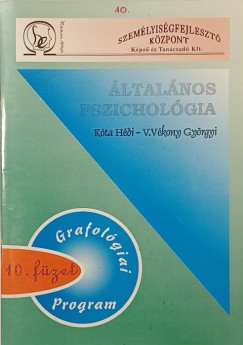 10.
SZEMÉLYISÉGFEJLESZTŐ
KÖZPONT
Képző és Tanácsadó Kft.
ÁLTALÁNOS
PSZICHOLÓGIA
Kóta Hédi - V.Vékony Györgyi
Grafológiai
10. füzet
Program